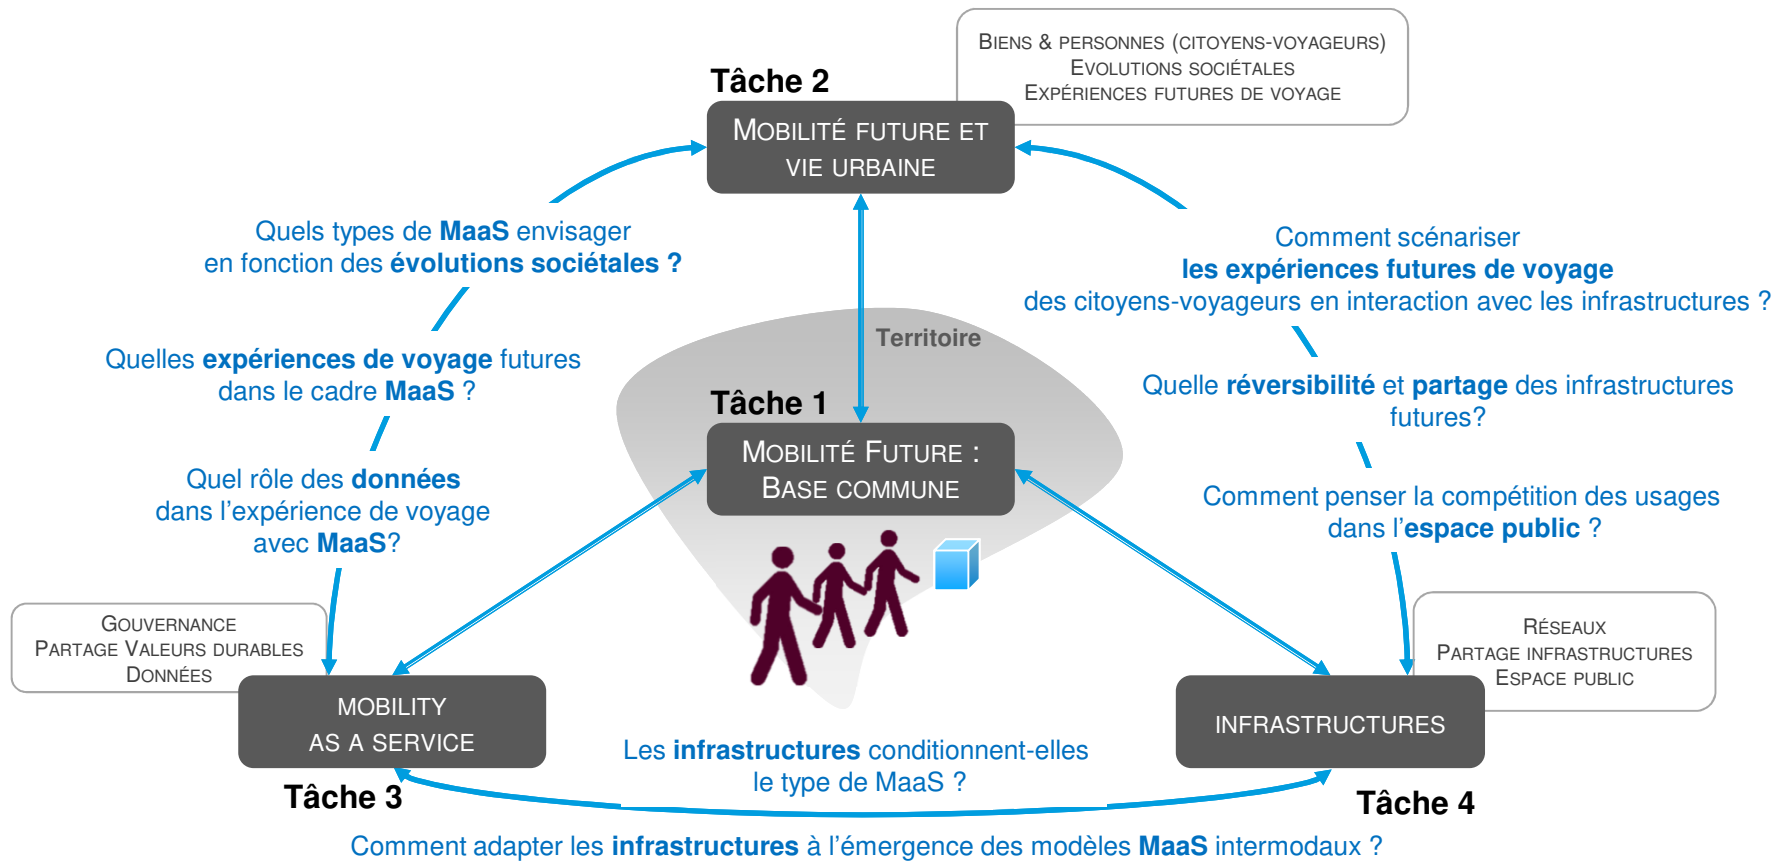 BIENS & PERSONNES (CITOYENS-VOYAGEURS)
EVOLUTIONS SOCIÉTALES
EXPÉRIENCES FUTURES DE VOYAGE
Tâche 2
MOBILITÉ FUTURE ET
VIE URBAINE
Quels types de MaaS envisager
en fonction des évolutions sociétales ?
Comment scénariser
les expériences futures de voyage
des citoyens-voyageurs en interaction avec les infrastructures ?
Territoire
Quelles expériences de voyage futures
dans le cadre MaaS ?
Quelle réversibilité et partage des infrastructures
futures?
Tâche 1
MOBILITÉ FUTURE :
BASE COMMUNE
Quel rôle des données
dans l'expérience de voyage
avec MaaS?
Comment penser la compétition des usages
dans l'espace public ?
GOUVERNANCE
PARTAGE VALEURS DURABLES
DONNÉES
RÉSEAUX
PARTAGE INFRASTRUCTURES
ESPACE PUBLIC
MOBILITY
AS A SERVICE
INFRASTRUCTURES
Les infrastructures conditionnent-elles
le type de MaaS ?
Tâche 3
Tâche 4
Comment adapter les infrastructures à l'émergence des modèles MaaS intermodaux ?